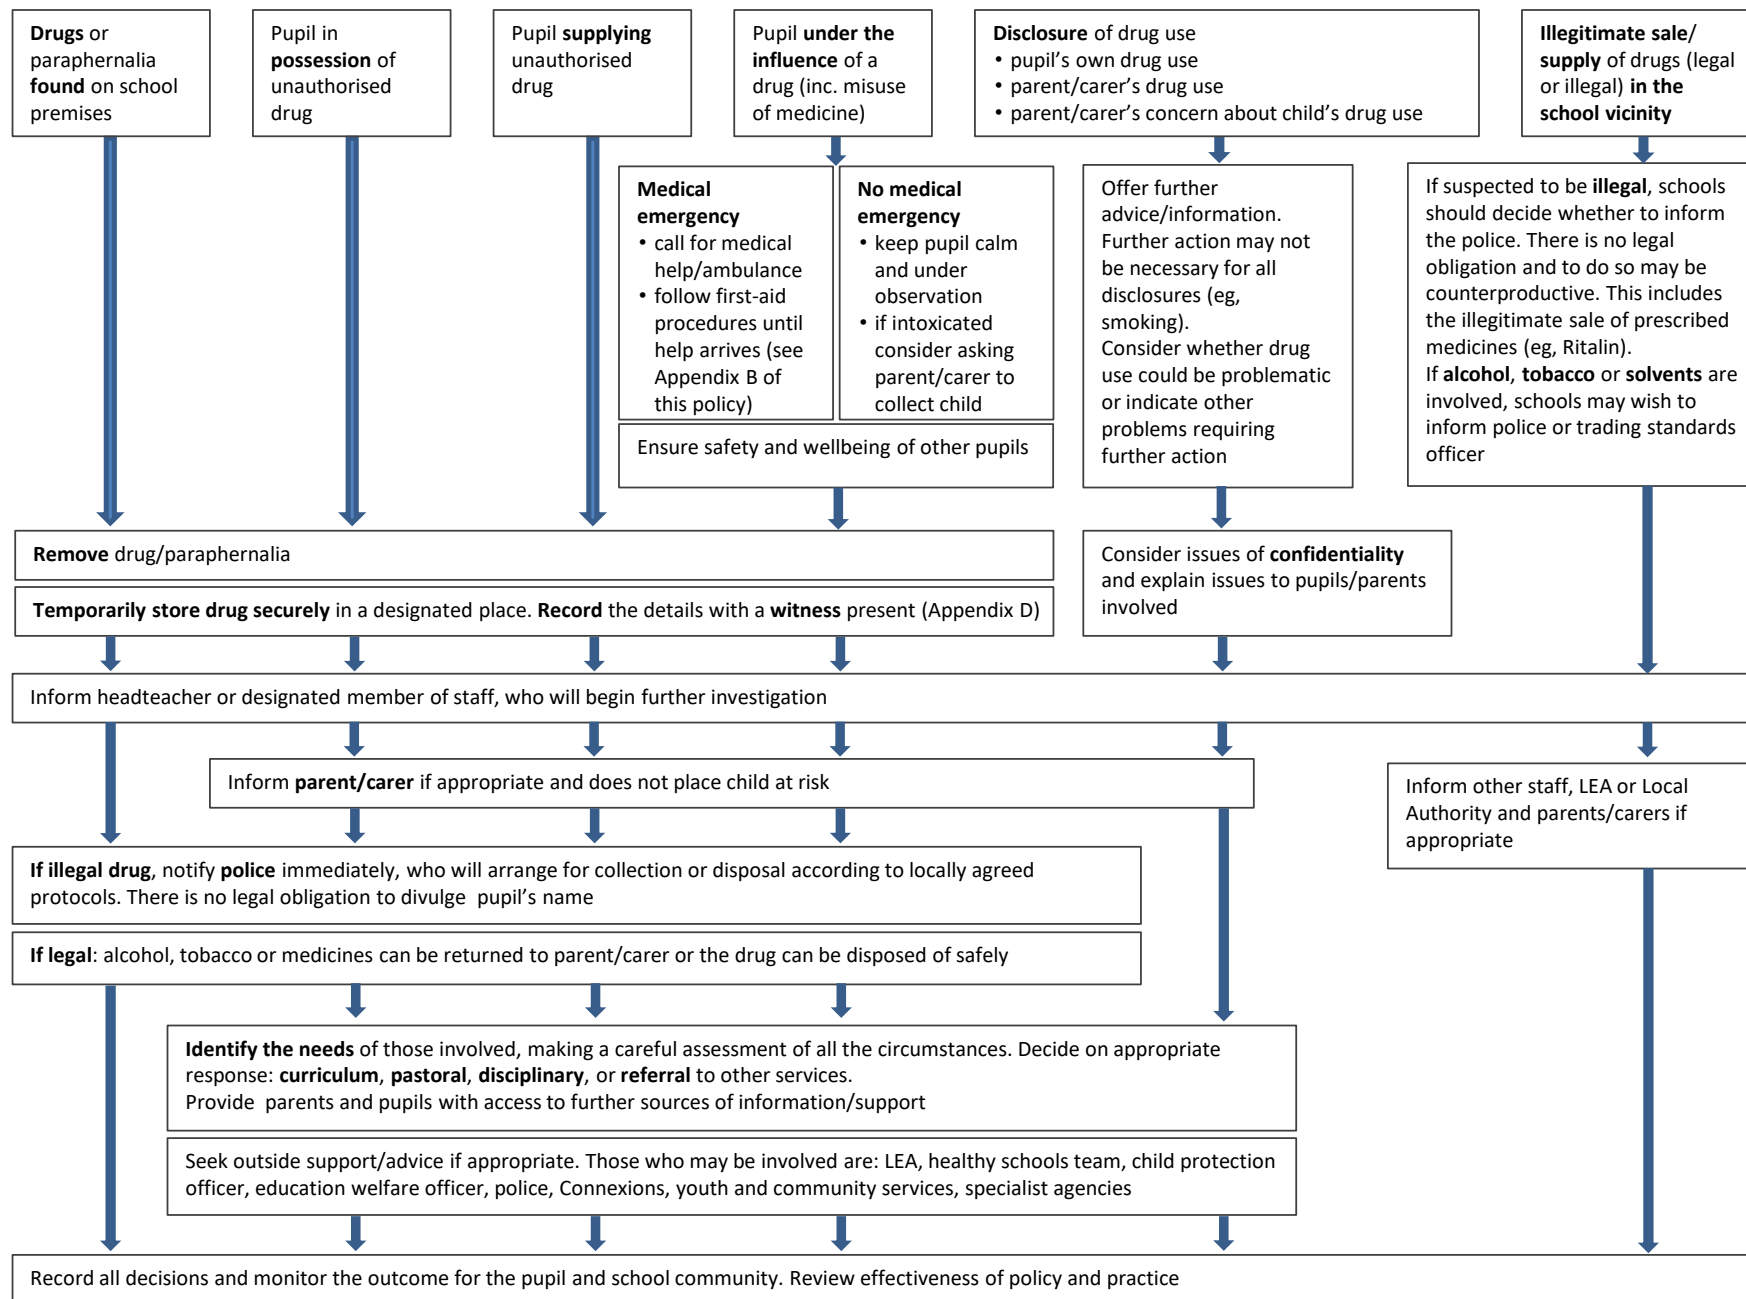 Drugs or
paraphernalia
found on school
premises
Pupil in
possession of
unauthorised
drug
Pupil supplying
unauthorised
drug
Pupil under the
influence of a
drug (inc. misuse
of medicine)
Disclosure of drug use
• pupil's own drug use
• parent/carer's drug use
• parent/carer's concern about child's drug use
Illegitimate sale/
supply of drugs (legal
or illegal) in the
school vicinity
Medical
emergency
• call for medical
help/ambulance
• follow first-aid
procedures until
help arrives (see
Appendix B of
this policy)
No medical
emergency
• keep pupil calm
and under
observation
• if intoxicated
consider asking
parent/carer to
collect child
Ensure safety and wellbeing of other pupils
Offer further
advice/information.
Further action may not
be necessary for all
disclosures (eg,
smoking).
Consider whether drug
use could be problematic
or indicate other
problems requiring
further action
If suspected to be illegal, schools
should decide whether to inform
the police. There is no legal
obligation and to do so may be
counterproductive. This includes
the illegitimate sale of prescribed
medicines (eg, Ritalin).
If alcohol, tobacco or solvents are
involved, schools may wish to
inform police or trading standards
officer
Remove drug/paraphernalia
Temporarily store drug securely in a designated place. Record the details with a witness present (Appendix D)
Consider issues of confidentiality
and explain issues to pupils/parents
involved
Inform headteacher or designated member of staff, who will begin further investigation
Inform parent/carer if appropriate and does not place child at risk
Inform other staff, LEA or Local
Authority and parents/carers if
appropriate
If illegal drug, notify police immediately, who will arrange for collection or disposal according to locally agreed
protocols. There is no legal obligation to divulge  pupil's name
If legal: alcohol, tobacco or medicines can be returned to parent/carer or the drug can be disposed of safely
Identify the needs of those involved, making a careful assessment of all the circumstances. Decide on appropriate
response: curriculum, pastoral, disciplinary, or referral to other services.
Provide  parents and pupils with access to further sources of information/support
Seek outside support/advice if appropriate. Those who may be involved are: LEA, healthy schools team, child protection
officer, education welfare officer, police, Connexions, youth and community services, specialist agencies
Record all decisions and monitor the outcome for the pupil and school community. Review effectiveness of policy and practice